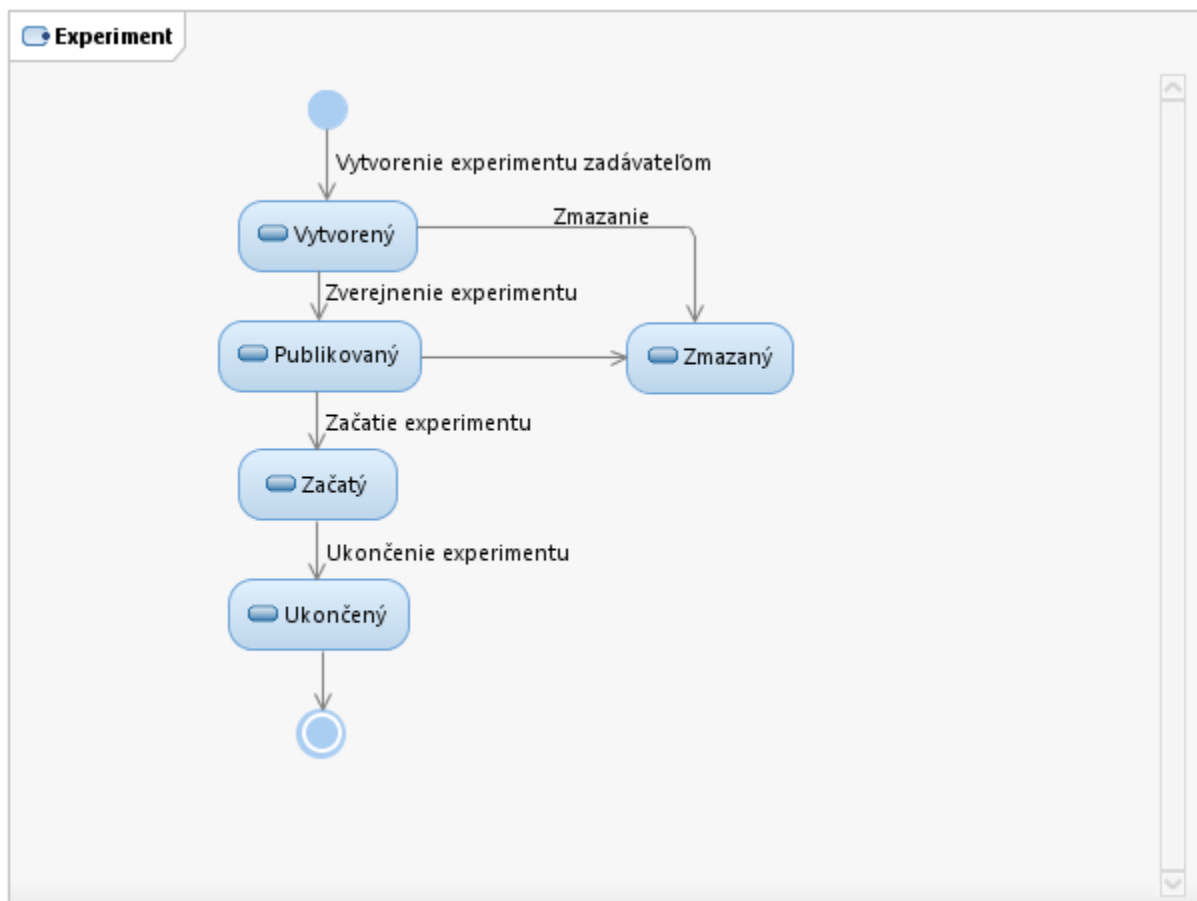 Experiment
Vytvorenie experimentu zadávateľom
Zmazanie
Vytvorený
Zverejnenie experimentu
Publikovaný
Zmazaný
Začatie experimentu
Začatý
Ukončenie experimentu
Ukončený